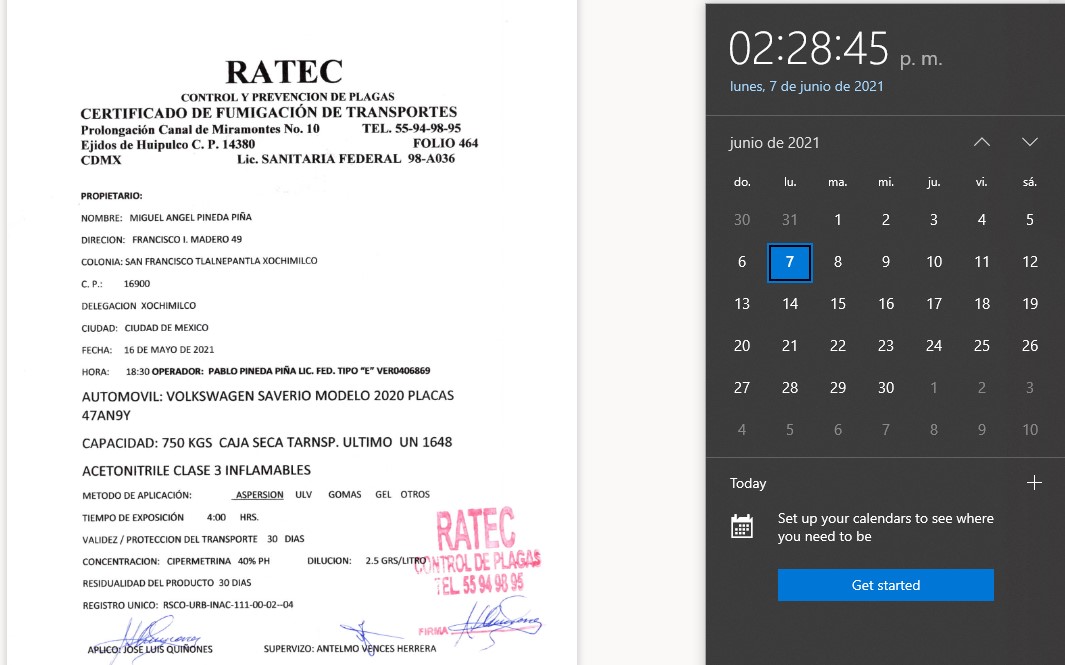 RATEC
CONTROL Y PREVENCION DE PLAGAS
CERTIFICADO DE FUMIGACIÓN DE TRANSPORTES
Prolongación Canal de Miramontes No. 10 TEL. 55-94-98-95
Ejidos de Huipulco C. P. 14380 FOLIO 464
CDMX Lic. SANITARIA FEDERAL 98-A036
PROPIETARIO:
NOMBRE: MIGUEL ANGEL PINEDA PIÑA
DIRECION: FRANCISCO I. MADERO 49
COLONIA: SAN FRANCISCO TLALNEPANTLA XOCHIMILCO
C. P.: 16900
DELEGACION XOCHIMILCO
CIUDAD: CIUDAD DE MEXICO
FECHA: 16 DE MAYO DE 2021
HORA: 18:30 OPERADOR: PABLO PINEDA PIÑA LIC. FED. TIPO "E" VER0406869
AUTOMOVIL: VOLKSWAGEN SAVERIO MODELO 2020 PLACAS
47AN9Y
CAPACIDAD: 750 KGS CAJA SECA TARNSP. ULTIMO UN 1648
ACETONITRILE CLASE 3 INFLAMABLES
METODO DE APLICACIÓN: ASPERSION ULV GOMAS GEL OTROS
TIEMPO DE EXPOSICIÓN 4:00 HRS.
VALIDEZ / PROTECCION DEL TRANSPORTE 30 DIAS
CONCENTRACION: CIPERMETRINA 40% PH DILUCION: 2.5 GRS/LITRO
RESIDUALIDAD DEL PRODUCTO 30 DIAS
REGISTRO UNICO: RSCO-URB-INAC-111-00-02--04
RATEC
CONTROL DE PLAGAS
TEL. 55 94 98 95
FIRMA
APLICO: JOSE LUIS QUIÑONES SUPERVIZO: ANTELMO VENCES HERRERA
02:28:45 p. m.
lunes, 7 de junio de 2021
junio de 2021
do. lu. ma. mi. ju. vi. sá.
30 31 1 2 3 4 5
6 7 8 9 10 11 12
13 14 15 16 17 18 19
20 21 22 23 24 25 26
27 28 29 30 1 2 3
4 5 6 7 8 9 10
Today
Set up your calendars to see where
you need to be
Get started